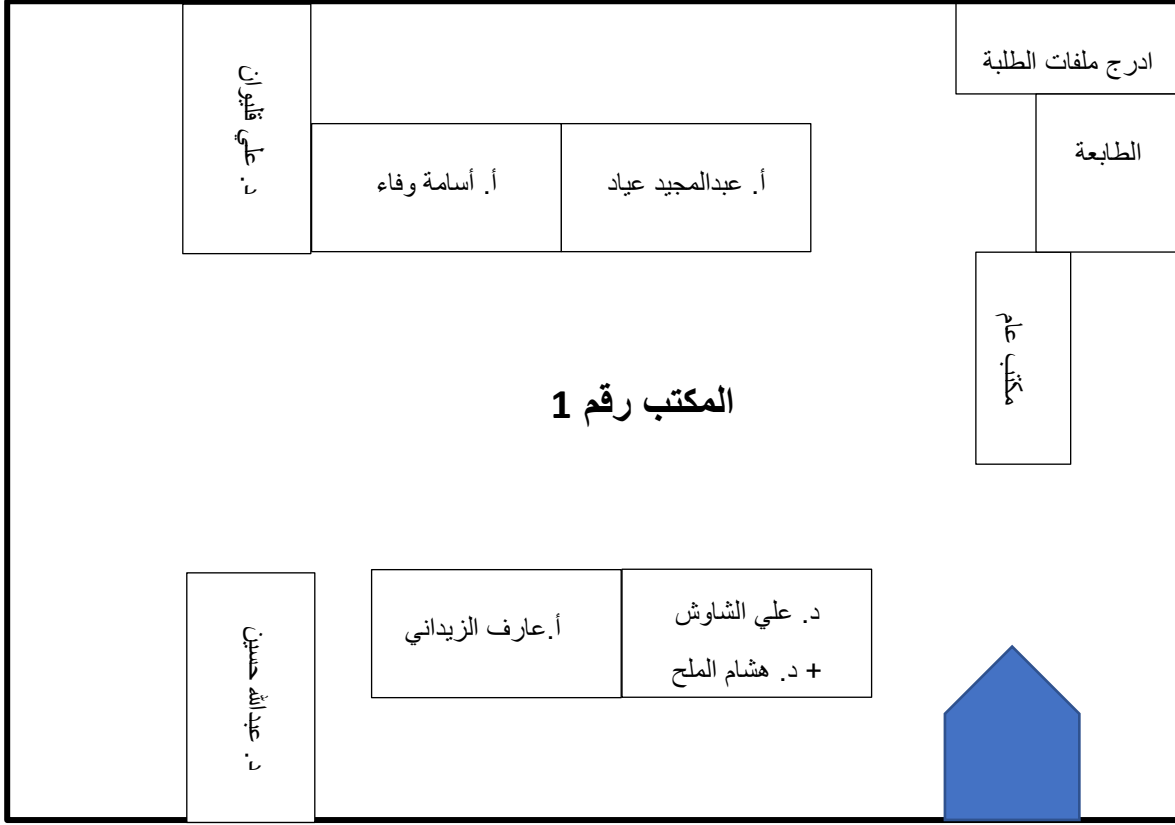 ادرج ملفات الطلبة
الطابعة
د. علي قليوان
أ. عبدالمجيد عياد
أ. أسامة وفاء
مكتب عام
المكتب رقم 1
د. علي الشاوش
+ د. هشام الملح
أ.عارف الزيداني
د. عبدالله حسين